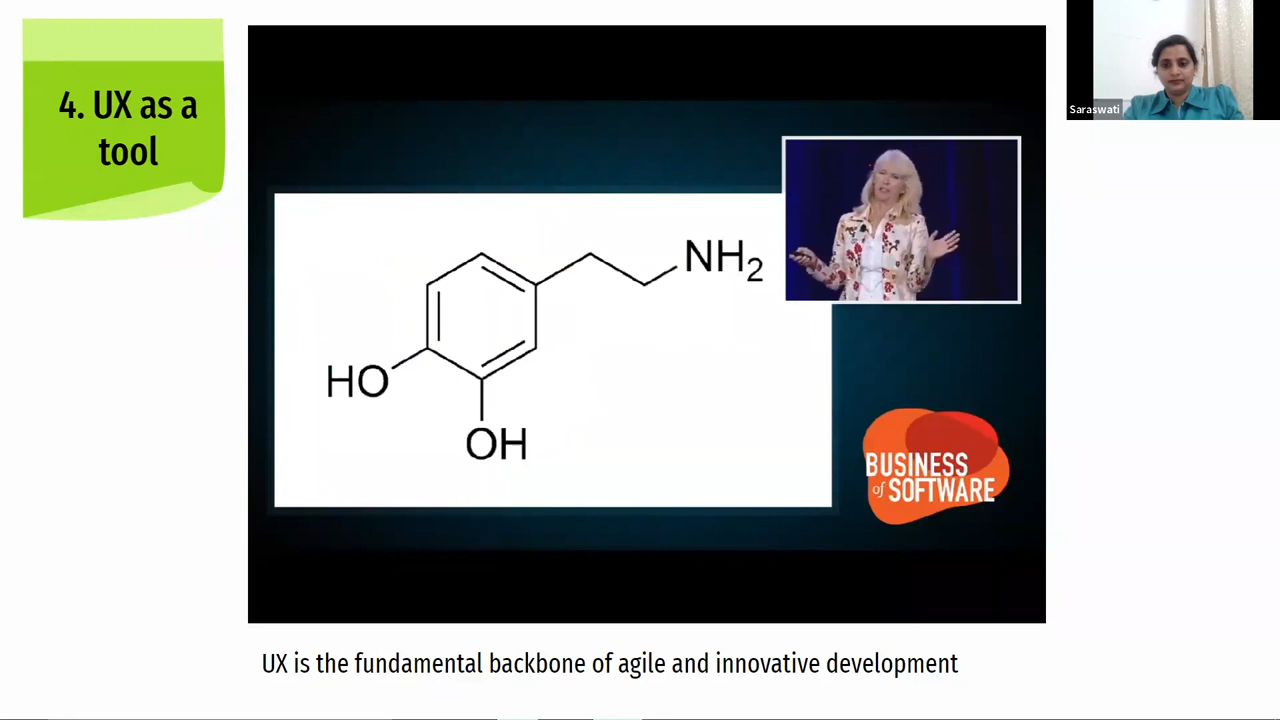 4. UX as a
tool
Saraswati
NH2
HO
OH
BUSINESS
of SOFTWARE
UX is the fundamental backbone of agile and innovative development